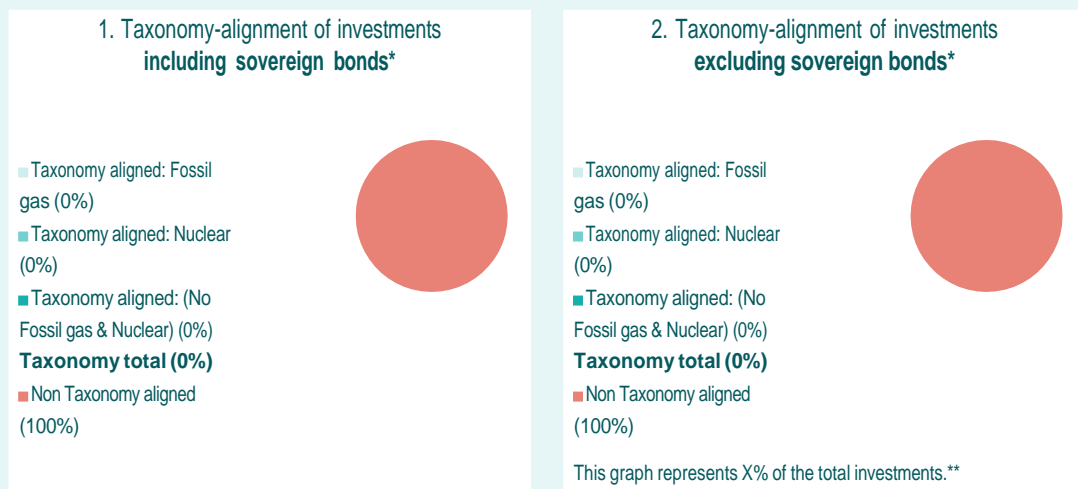 1. Taxonomy-alignment of investments
including sovereign bonds*
Taxonomy aligned: Fossil
gas (0%)
Taxonomy aligned: Nuclear
(0%)
Taxonomy aligned: (No
Fossil gas & Nuclear) (0%)
Taxonomy total (0%)
Non Taxonomy aligned
(100%)
2. Taxonomy-alignment of investments
excluding sovereign bonds*
Taxonomy aligned: Fossil
gas (0%)
Taxonomy aligned: Nuclear
(0%)
Taxonomy aligned: (No
Fossil gas & Nuclear) (0%)
Taxonomy total (0%)
Non Taxonomy aligned
(100%)
This graph represents X% of the total investments.**